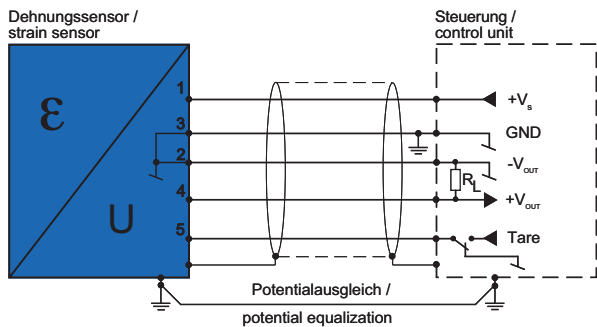 Dehnungssensor /
strain sensor
Steuerung /
control unit
ε
U
1
3
2
4
5
+Vs
GND
-VOUT
RL
+VOUT
Tare
Potentialausgleich /
potential equalization